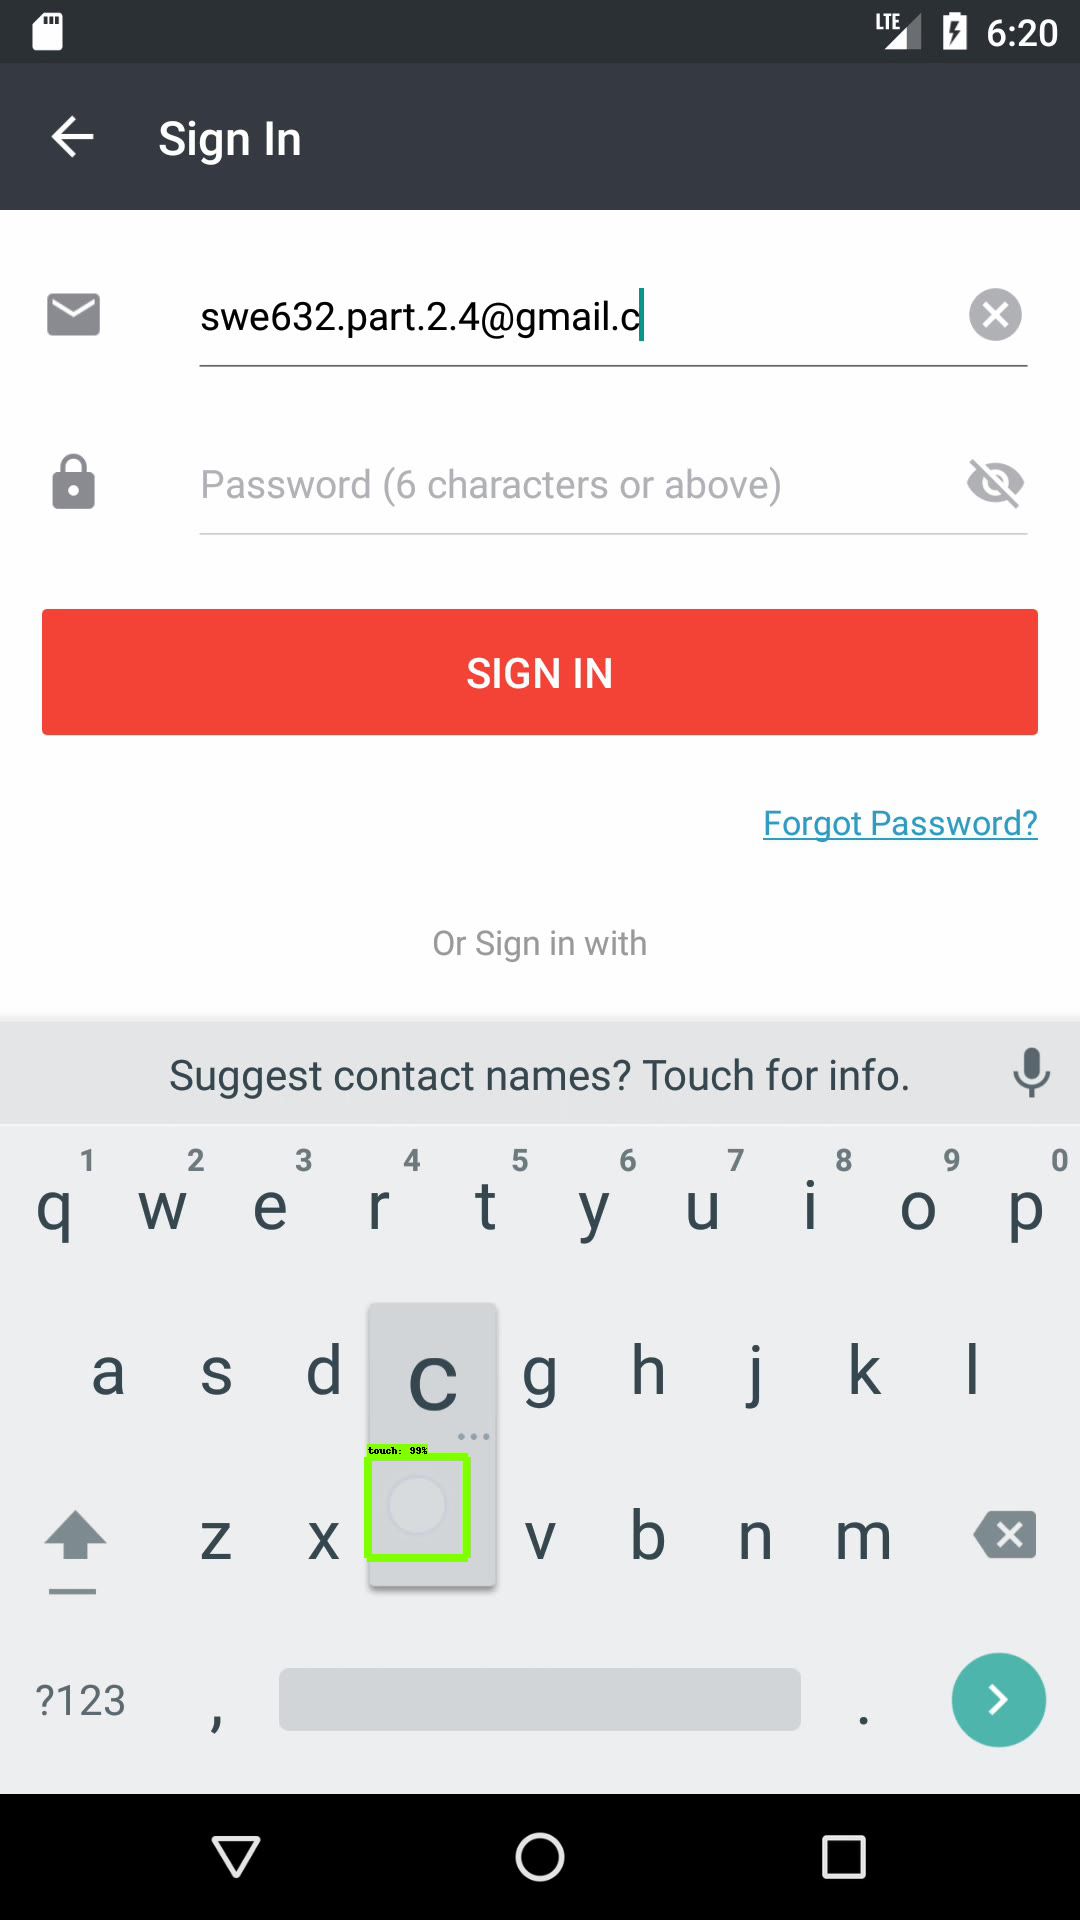 LTE 6:20
Sign In
swe632.part.2.4@gmail.c
Password (6 characters or above)
SIGN IN
Forgot Password?
Or Sign in with
Suggest contact names? Touch for info.
1 2 3 4 5 6 7 8 9 0
q w e r t y u i o p
a s d c g h j k l
touch: 99%
z x v b n m
?123 , .